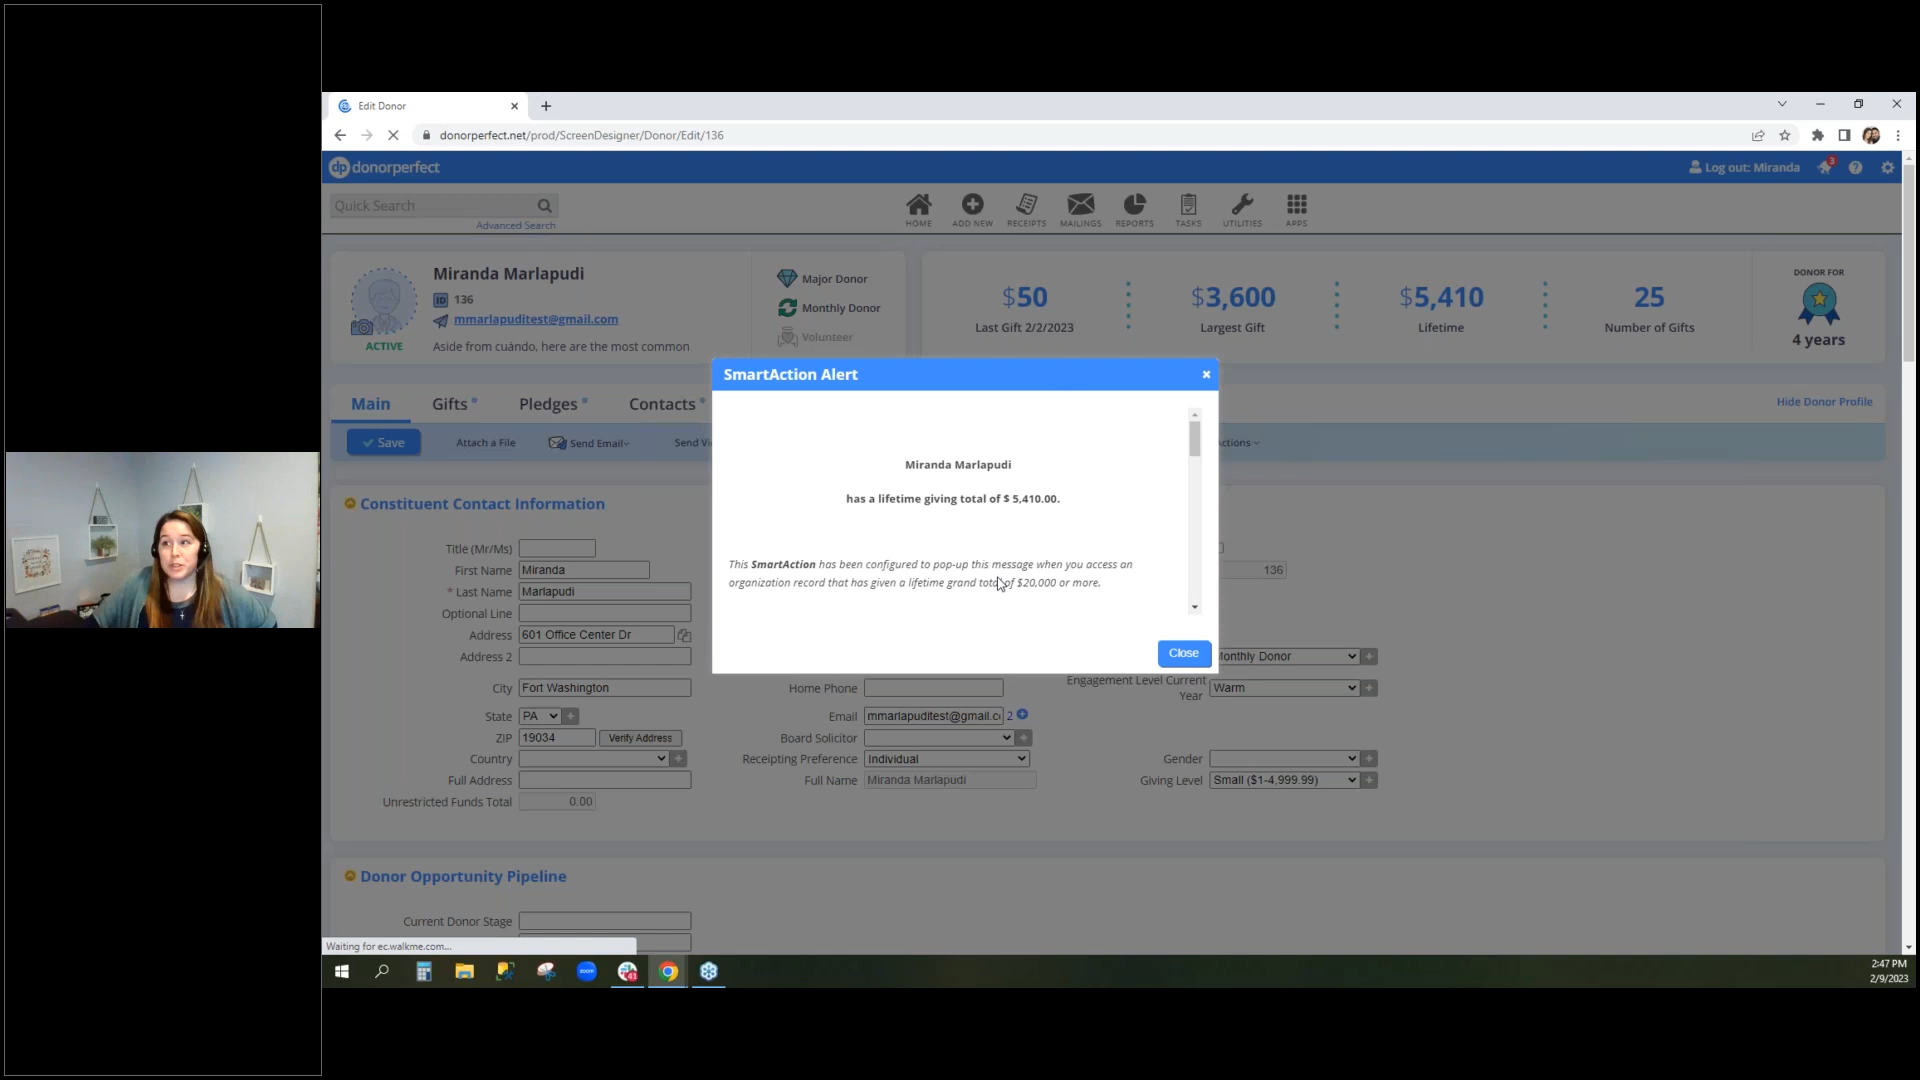 Edit Donor
donorperfect.net/prod/ScreenDesigner/Donor/Edit/136
dp donorperfect
Log out: Miranda
3
Quick Search
Advanced Search
HOME
ADD NEW
RECEIPTS
MAILINGS
REPORTS
TASKS
UTILITIES
APPS
Miranda Marlapudi
ID 136
mmarlapuditest@gmail.com
ACTIVE
Aside from cuándo, here are the most common
Major Donor
Monthly Donor
Volunteer
$50
Last Gift 2/2/2023
$3,600
Largest Gift
$5,410
Lifetime
25
Number of Gifts
DONOR FOR
4 years
Main
Gifts
Pledges
Contacts
Hide Donor Profile
Save
Attach a File
Send Email
Send Vi
ctions
SmartAction Alert
Miranda Marlapudi
has a lifetime giving total of $ 5,410.00.
This SmartAction has been configured to pop-up this message when you access an
organization record that has given a lifetime grand total of $20,000 or more.
Close
Constituent Contact Information
Title (Mr/Ms)
First Name Miranda
136
* Last Name Marlapudi
Optional Line
Address 601 Office Center Dr
Address 2
Monthly Donor
City Fort Washington
Home Phone
Engagement Level Current
Year
Warm
State PA
Email mmarlapuditest@gmail.c 2
ZIP 19034 Verify Address
Board Solicitor
Country
Receipting Preference Individual
Gender
Full Address
Full Name Miranda Marlapudi
Giving Level Small ($1-4,999.99)
Unrestricted Funds Total 0.00
Donor Opportunity Pipeline
Current Donor Stage
Waiting for ec.walkme.com...
zoom
41
2:47 PM
2/9/2023